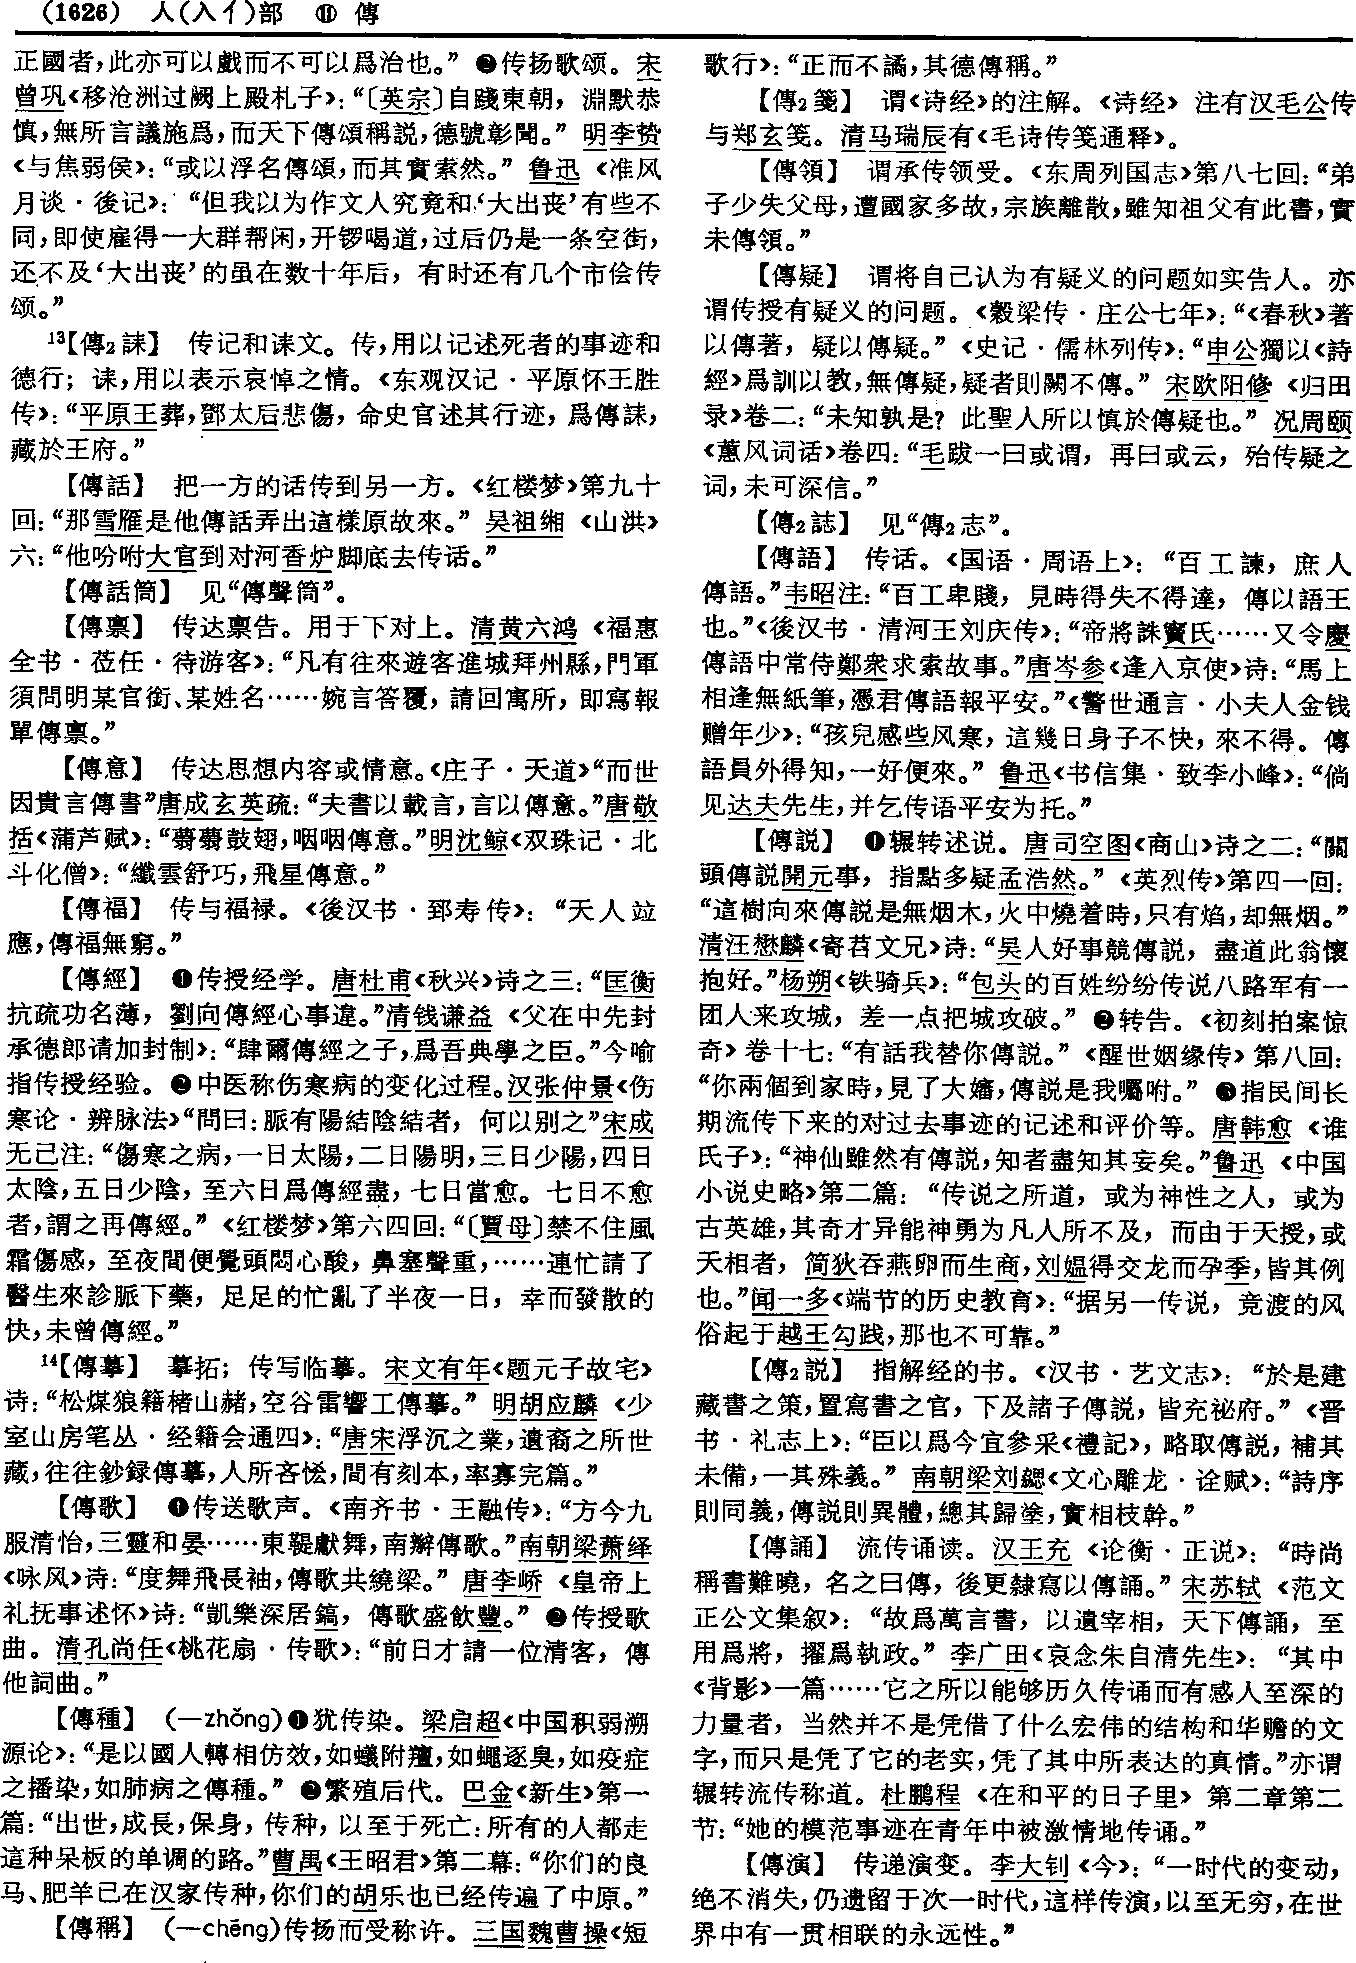 (1626) 人(入亻)部 ⑪ 傳
正國者，此亦可以戲而不可以爲治也。” ❷传扬歌颂。宋
曾巩《移沧洲过阙上殿札子》：“〔英宗〕自踐東朝，淵默恭
慎，無所言議施爲，而天下傳頌稱説，德號彰聞。” 明李贽
《与焦弱侯》：“或以浮名傳頌，而其實索然。” 鲁迅《准风
月谈·後记》：“但我以为作文人究竟和‘大出丧’有些不
同，即使雇得一大群帮闲，开锣喝道，过后仍是一条空街，
还不及‘大出丧’的虽在数十年后，有时还有几个市侩传
颂。”
13【傳2誄】 传记和诔文。传，用以记述死者的事迹和
德行；诔，用以表示哀悼之情。《东观汉记·平原怀王胜
传》：“平原王葬，鄧太后悲傷，命史官述其行迹，爲傳誄，
藏於王府。”
【傳話】 把一方的话传到另一方。《红楼梦》第九十
回：“那雪雁是他傳話弄出這樣原故來。” 吴祖缃《山洪》
六：“他吩咐大官到对河香炉脚底去传话。”
【傳話筒】 见“傳聲筒”。
【傳禀】 传达禀告。用于下对上。清黄六鸿《福惠
全书·莅任·待游客》：“凡有往來遊客進城拜州縣，門軍
須問明某官銜、某姓名……婉言答覆，請回寓所，即寫報
單傳禀。”
【傳意】 传达思想内容或情意。《庄子·天道》“而世
因貴言傳書”唐成玄英疏：“夫書以載言，言以傳意。”唐敬
括《蒲芦赋》：“薨薨鼓翅，咽咽傳意。”明沈鲸《双珠记·北
斗化僧》：“纖雲舒巧，飛星傳意。”
【傳福】 传与福禄。《後汉书·郅寿传》：“天人竝
應，傳福無窮。”
【傳經】 ❶传授经学。唐杜甫《秋兴》诗之三：“匡衡
抗疏功名薄，劉向傳經心事違。”清钱谦益《父在中先封
承德郎请加封制》：“肆爾傳經之子，爲吾典學之臣。”今喻
指传授经验。❷中医称伤寒病的变化过程。汉张仲景《伤
寒论·辨脉法》“問曰：脈有陽結陰結者，何以别之”宋成
无己注：“傷寒之病，一日太陽，二日陽明，三日少陽，四日
太陰，五日少陰，至六日爲傳經盡，七日當愈。七日不愈
者，謂之再傳經。” 《红楼梦》第六四回：“〔賈母〕禁不住風
霜傷感，至夜間便覺頭悶心酸，鼻塞聲重，……連忙請了
醫生來診脈下藥，足足的忙亂了半夜一日，幸而發散的
快，未曾傳經。”
14【傳摹】 摹拓；传写临摹。宋文有年《题元子故宅》
诗：“松煤狼籍楮山赭，空谷雷響工傳摹。” 明胡应麟《少
室山房笔丛·经籍会通四》：“唐宋浮沉之業，遺裔之所世
藏，往往鈔録傳摹，人所吝恡，間有刻本，率寡完篇。”
【傳歌】 ❶传送歌声。《南齐书·王融传》：“方今九
服清怡，三靈和晏……東鞮獻舞，南辮傳歌。”南朝梁萧绎
《咏风》诗：“度舞飛長袖，傳歌共繞梁。” 唐李峤《皇帝上
礼抚事述怀》诗：“凱樂深居鎬，傳歌盛飲豐。” ❷传授歌
曲。清孔尚任《桃花扇·传歌》：“前日才請一位清客，傳
他詞曲。”
【傳種】 (—zhǒng)❶犹传染。梁启超《中国积弱溯
源论》：“是以國人轉相仿效，如蟻附羶，如蠅逐臭，如疫症
之播染，如肺病之傳種。” ❷繁殖后代。巴金《新生》第一
篇：“出世，成長，保身，传种，以至于死亡：所有的人都走
這种呆板的单调的路。”曹禺《王昭君》第二幕：“你们的良
马、肥羊已在汉家传种，你们的胡乐也已经传遍了中原。”
【傳稱】 (—chēng)传扬而受称许。三国魏曹操《短
歌行》：“正而不譎，其德傳稱。”
【傳2箋】 谓《诗经》的注解。《诗经》注有汉毛公传
与郑玄笺。清马瑞辰有《毛诗传笺通释》。
【傳領】 谓承传领受。《东周列国志》第八七回：“弟
子少失父母，遭國家多故，宗族離散，雖知祖父有此書，實
未傳領。”
【傳疑】 谓将自己认为有疑义的问题如实告人。亦
谓传授有疑义的问题。《穀梁传·庄公七年》：“《春秋》著
以傳著，疑以傳疑。”《史记·儒林列传》：“申公獨以《詩
經》爲訓以教，無傳疑，疑者則闕不傳。” 宋欧阳修《归田
录》卷二：“未知孰是？此聖人所以慎於傳疑也。” 况周颐
《蕙风词话》卷四：“毛跋一曰或谓，再曰或云，殆传疑之
词，未可深信。”
【傳2誌】 见“傳2志”。
【傳語】 传话。《国语·周语上》：“百工諫，庶人
傳語。”韦昭注：“百工卑賤，見時得失不得達，傳以語王
也。”《後汉书·清河王刘庆传》：“帝將誅竇氏……又令慶
傳語中常侍鄭衆求索故事。”唐岑参《逢入京使》诗：“馬上
相逢無紙筆，憑君傳語報平安。”《警世通言·小夫人金钱
赠年少》：“孩兒感些风寒，這幾日身子不快，來不得。傳
語員外得知，一好便來。” 鲁迅《书信集·致李小峰》：“倘
见达夫先生，并乞传语平安为托。”
【傳説】 ❶辗转述说。唐司空图《商山》诗之二：“關
頭傳説開元事，指點多疑孟浩然。”《英烈传》第四一回：
“這樹向來傳説是無烟木，火中燒着時，只有焰，却無烟。”
清汪懋麟《寄苕文兄》诗：“吴人好事競傳説，盡道此翁懷
抱好。”杨朔《铁骑兵》：“包头的百姓纷纷传说八路军有一
团人来攻城，差一点把城攻破。” ❷转告。《初刻拍案惊
奇》卷十七：“有話我替你傳説。”《醒世姻缘传》第八回：
“你兩個到家時，見了大嬸，傳説是我囑咐。” ❸指民间长
期流传下来的对过去事迹的记述和评价等。唐韩愈《谁
氏子》：“神仙雖然有傳説，知者盡知其妄矣。”鲁迅《中国
小说史略》第二篇：“传说之所道，或为神性之人，或为
古英雄，其奇才异能神勇为凡人所不及，而由于天授，或
天相者，简狄吞燕卵而生商，刘媪得交龙而孕季，皆其例
也。”闻一多《端节的历史教育》：“据另一传说，竞渡的风
俗起于越王勾践，那也不可靠。”
【傳2説】 指解经的书。《汉书·艺文志》：“於是建
藏書之策，置寫書之官，下及諸子傳説，皆充祕府。”《晋
书·礼志上》：“臣以爲今宜參采《禮記》，略取傳説，補其
未備，一其殊義。” 南朝梁刘勰《文心雕龙·诠赋》：“詩序
則同義，傳説則異體，總其歸塗，實相枝幹。”
【傳誦】 流传诵读。汉王充《论衡·正说》：“時尚
稱書難曉，名之曰傳，後更隸寫以傳誦。” 宋苏轼《范文
正公文集叙》：“故爲萬言書，以遺宰相，天下傳誦，至
用爲將，擢爲執政。” 李广田《哀念朱自清先生》：“其中
《背影》一篇……它之所以能够历久传诵而有感人至深的
力量者，当然并不是凭借了什么宏伟的结构和华赡的文
字，而只是凭了它的老实，凭了其中所表达的真情。”亦谓
辗转流传称道。杜鹏程《在和平的日子里》第二章第二
节：“她的模范事迹在青年中被激情地传诵。”
【傳演】 传递演变。李大钊《今》：“一时代的变动，
绝不消失，仍遗留于次一时代，這样传演，以至无穷，在世
界中有一贯相联的永远性。”